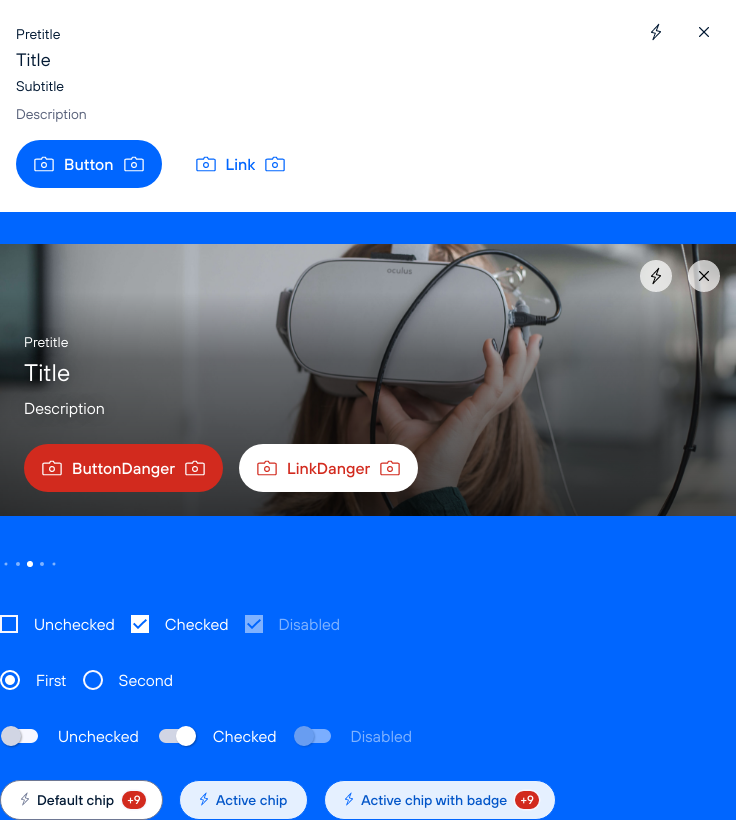 Pretitle
Title
Subtitle
Description
Button Link
oculus
Pretitle
Title
Description
ButtonDanger LinkDanger
Unchecked Checked Disabled
First Second
Unchecked Checked Disabled
Default chip +9 Active chip Active chip with badge +9